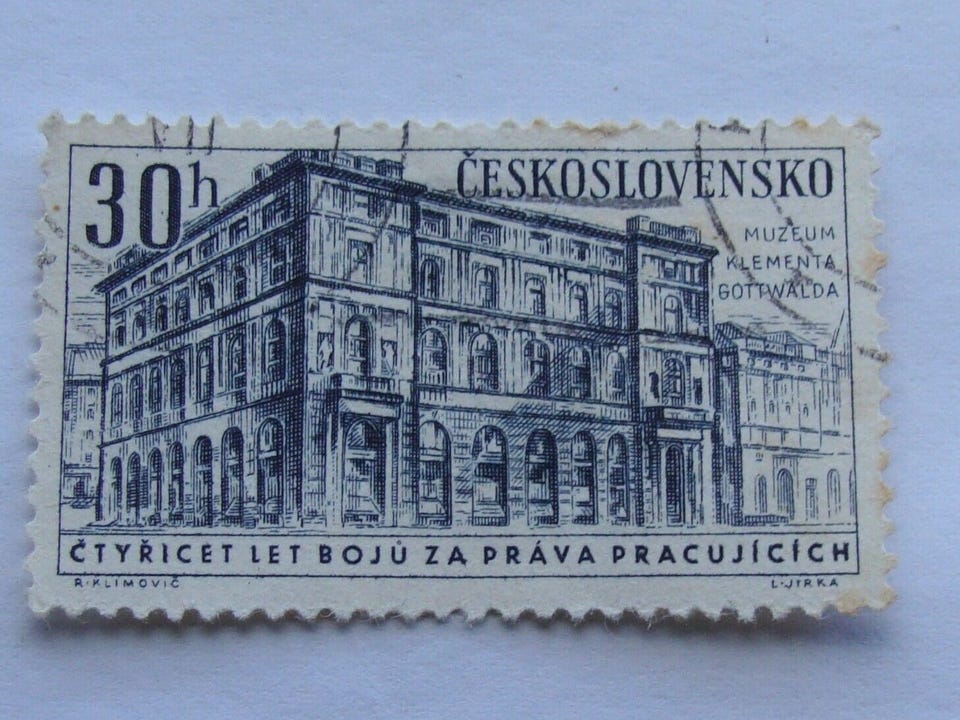 30h
ČESKOSLOVENSKO
MUZEUM
KLEMENTA
GOTTWALDA
ČTYŘICET LET BOJŮ ZA PRÁVA PRACUJÍCÍCH
R. KLIMOVIČ
L. JIRKA